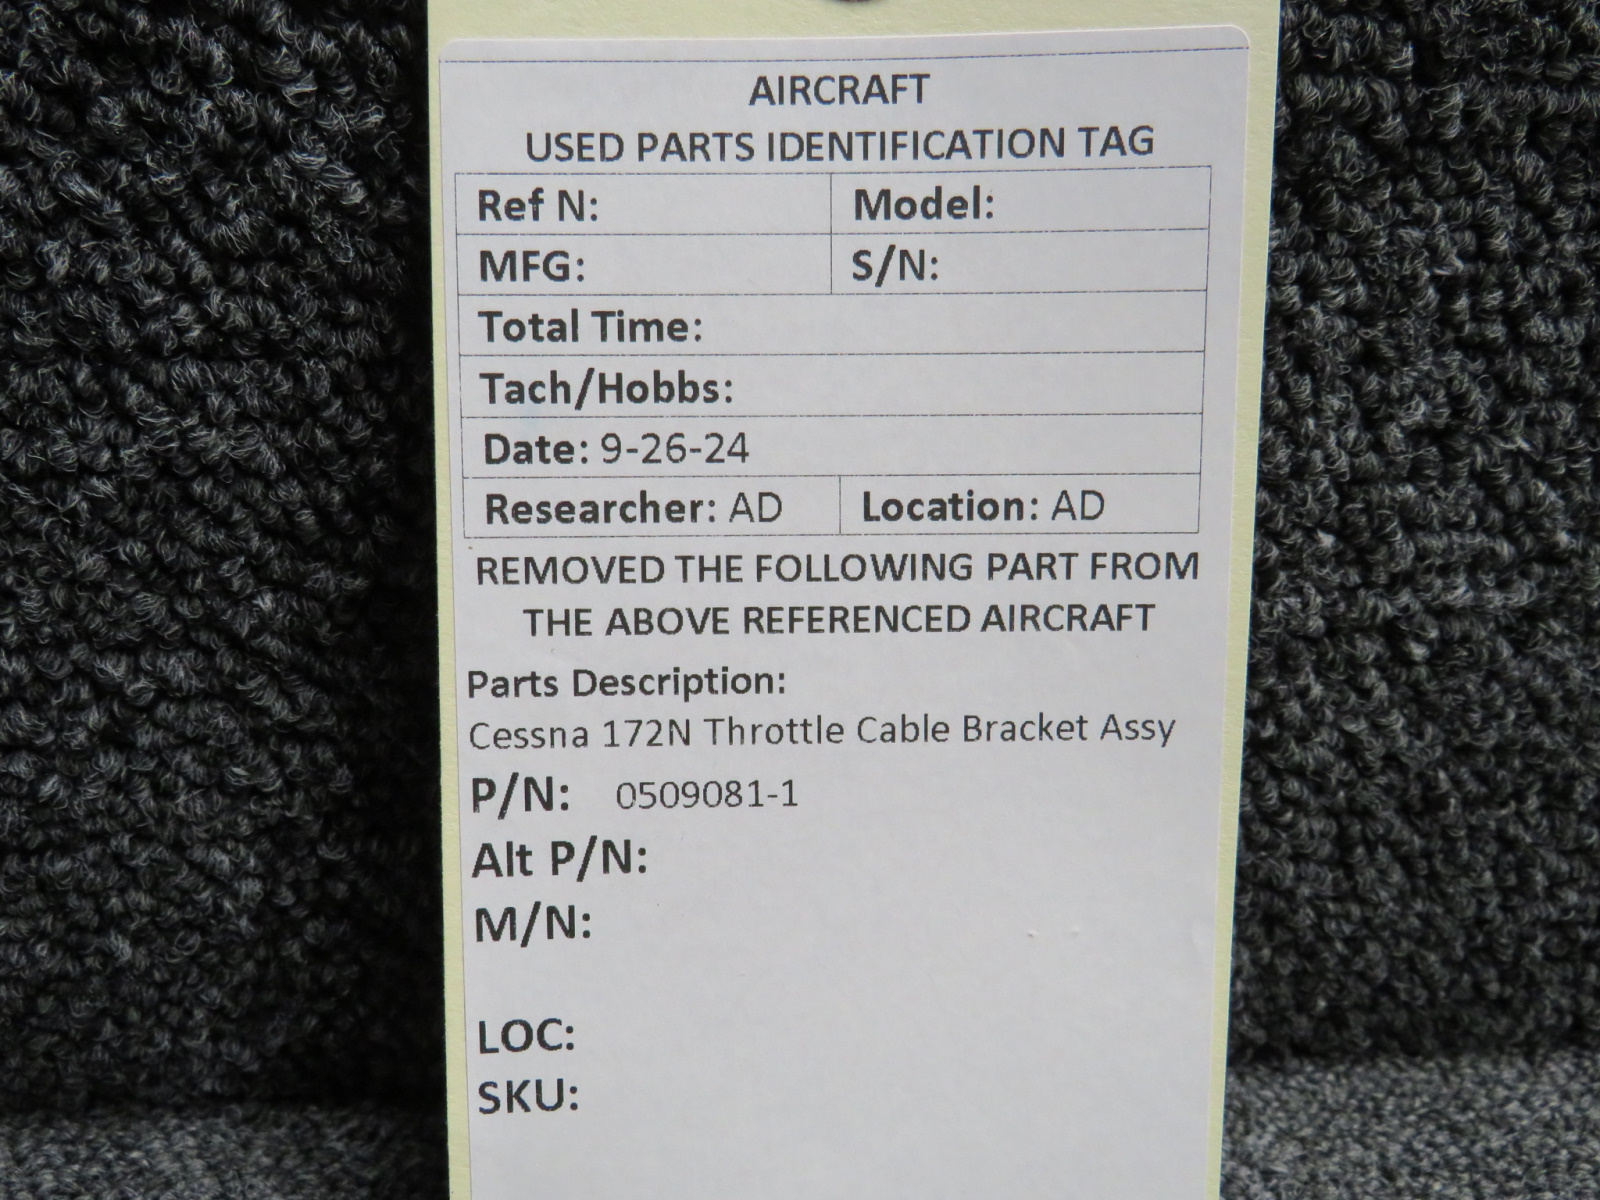 AIRCRAFT
USED PARTS IDENTIFICATION TAG
Ref N: Model:
MFG: S/N:
Total Time:
Tach/Hobbs:
Date: 9-26-24
Researcher: AD Location: AD
REMOVED THE FOLLOWING PART FROM
THE ABOVE REFERENCED AIRCRAFT
Parts Description:
Cessna 172N Throttle Cable Bracket Assy
P/N: 0509081-1
Alt P/N:
M/N:
LOC:
SKU: